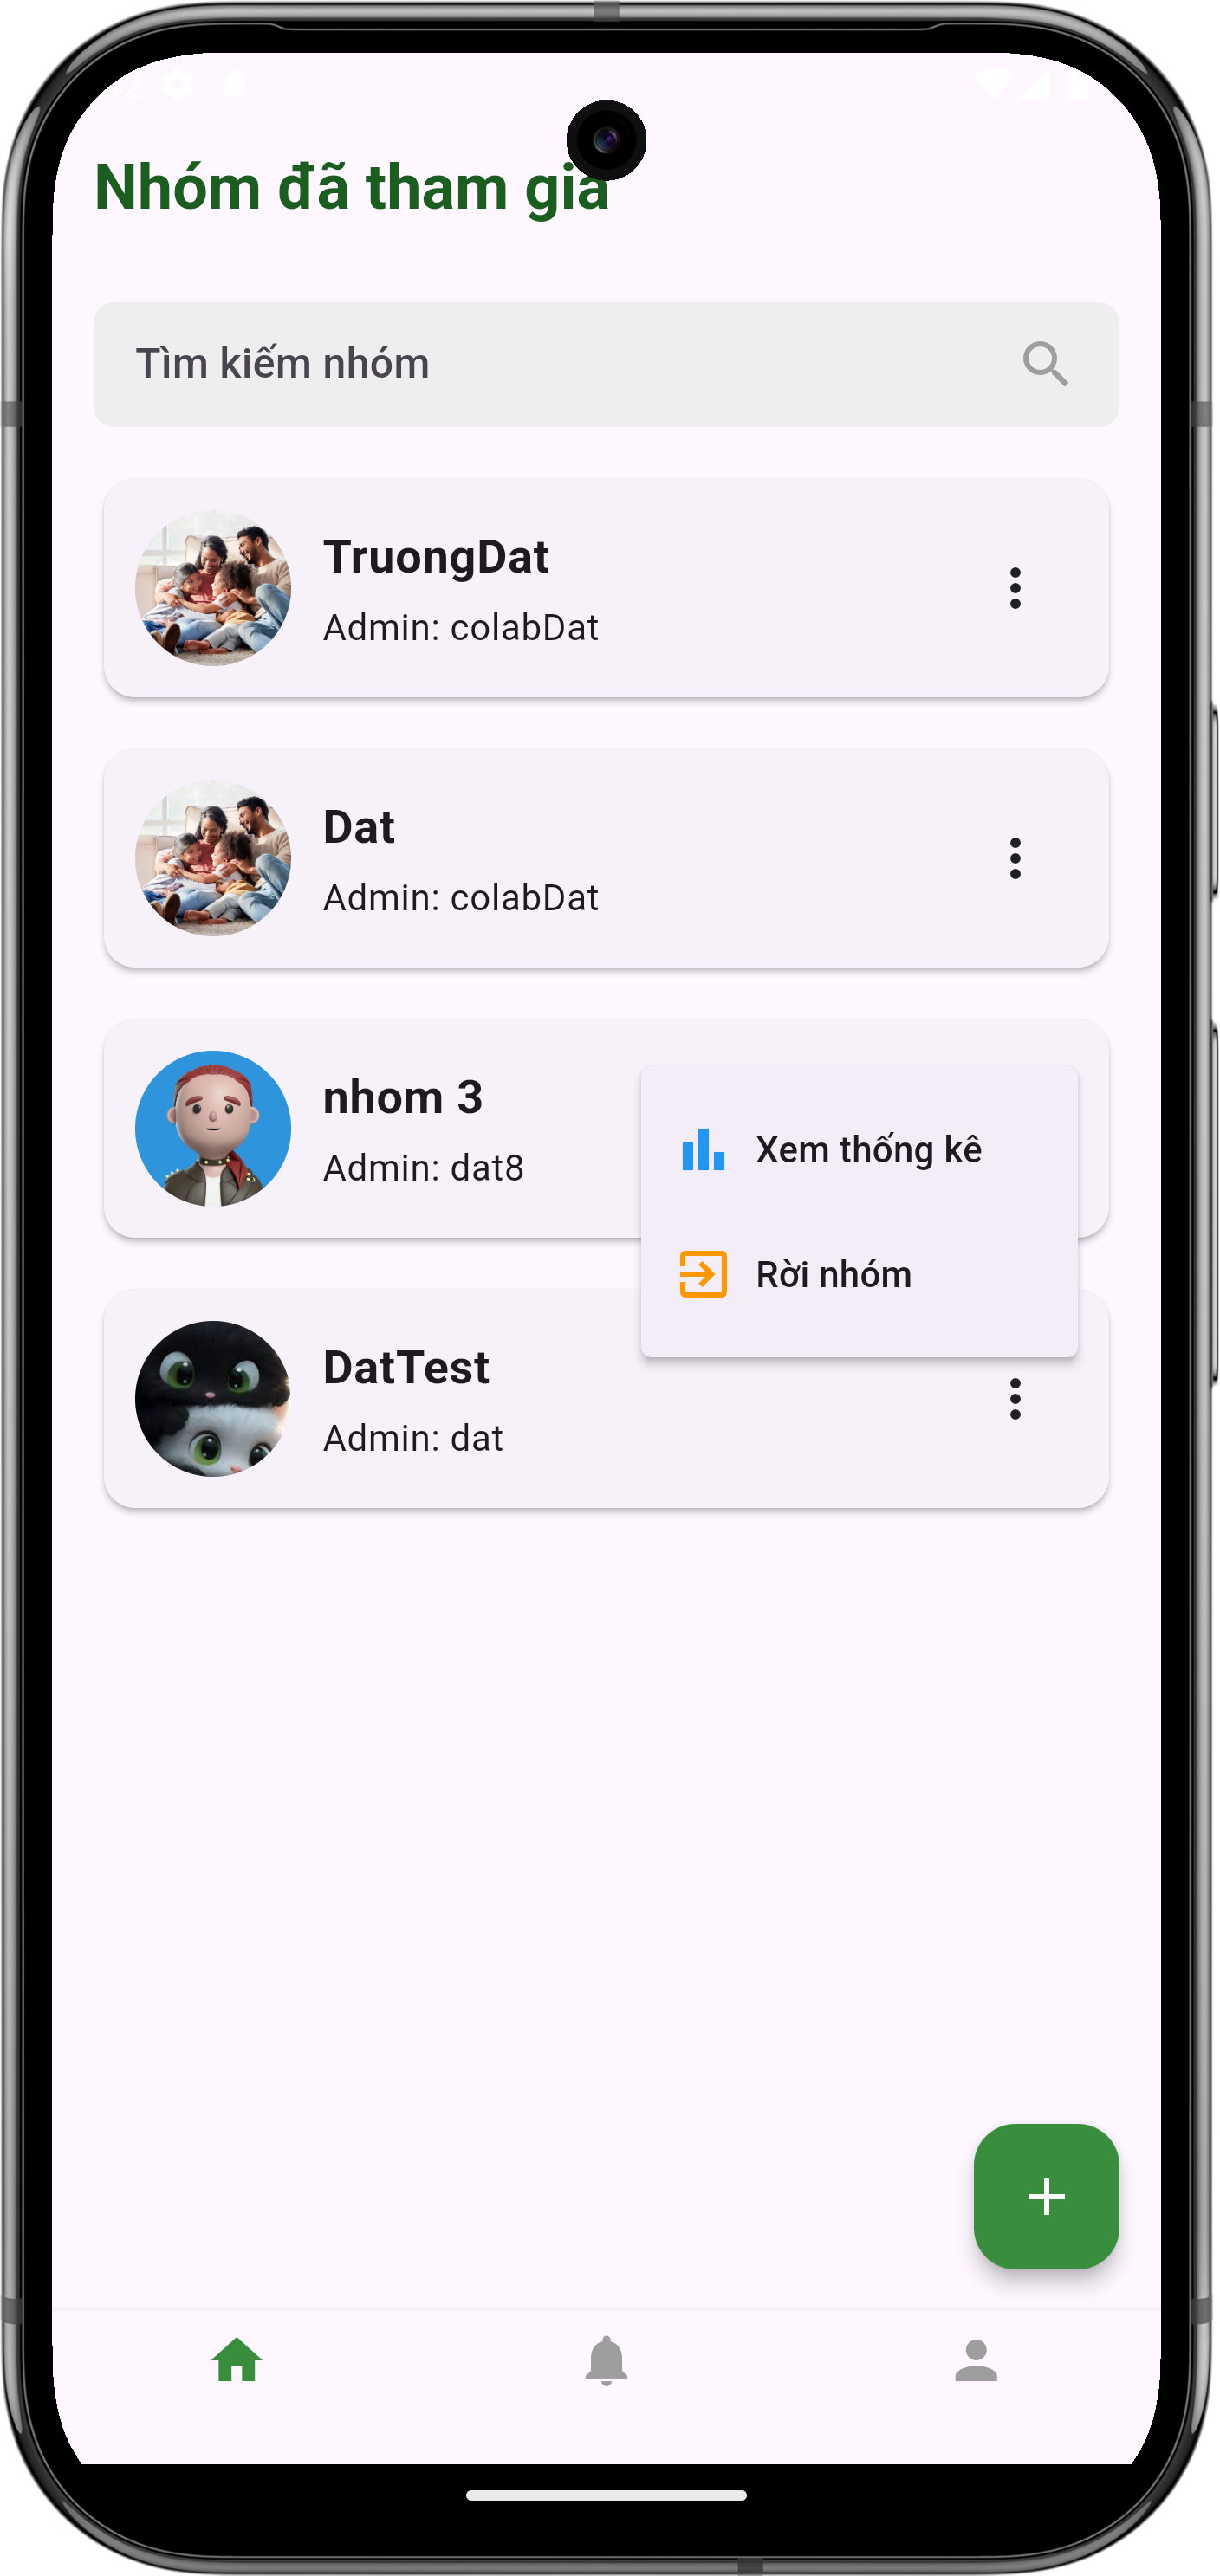 Nhóm đã tham gia
Tìm kiếm nhóm
TruongDat
Admin: colabDat
Dat
Admin: colabDat
nhom 3
Admin: dat8
Xem thống kê
Rời nhóm
DatTest
Admin: dat